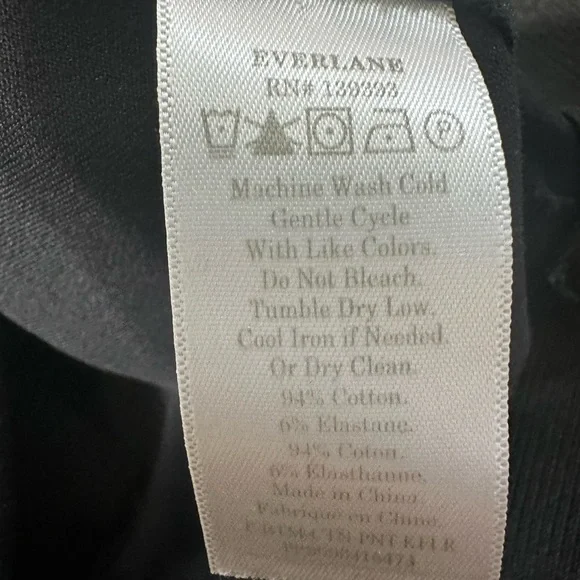 EVERLANE
RN# 139393
P
Machine Wash Cold
Gentle Cycle
With Like Colors.
Do Not Bleach.
Tumble Dry Low.
Cool Iron if Needed.
Or Dry Clean.
94% Cotton.
6% Elastane.
94% Coton.
6% Elasthanne.
Made in China.
Fabriqué en Chine.